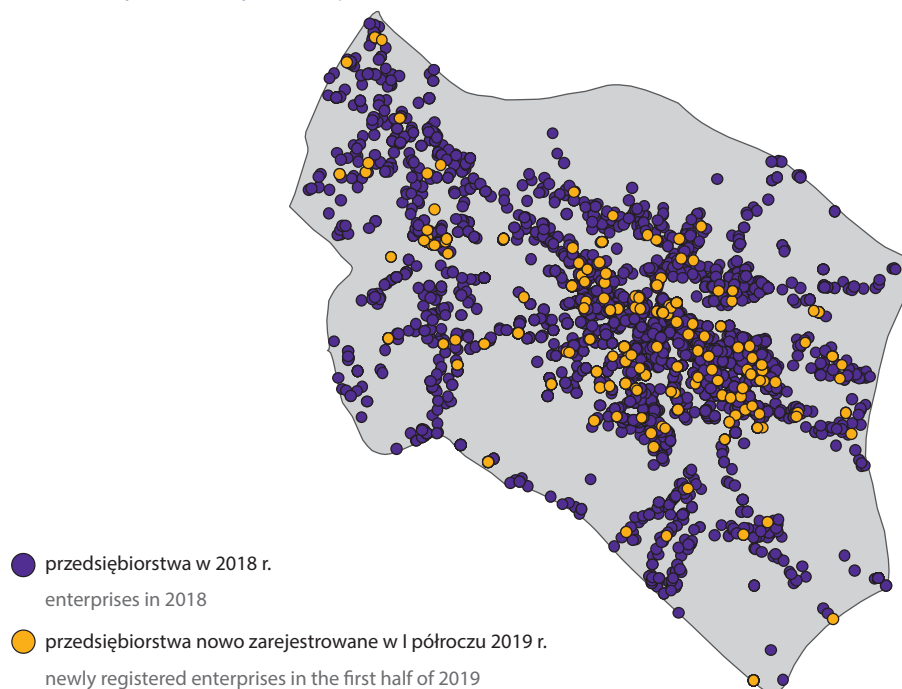 przedsiębiorstwa w 2018 r.
enterprises in 2018
przedsiębiorstwa nowo zarejestrowane w I półroczu 2019 r.
newly registered enterprises in the first half of 2019